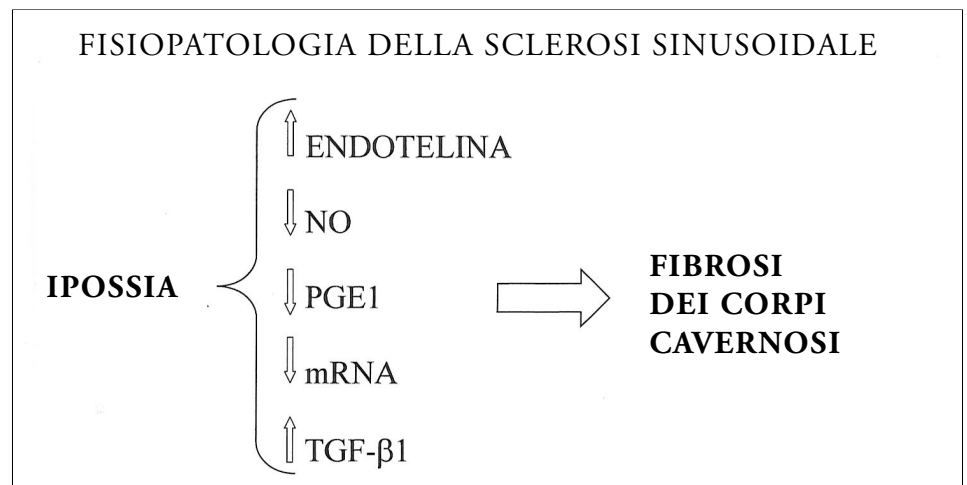 FISIOPATOLOGIA DELLA SCLEROSI SINUSOIDALE
IPOSSIA
ENDOTELINA
NO
PGE1
mRNA
TGF-β1
FIBROSI
DEI CORPI
CAVERNOSI